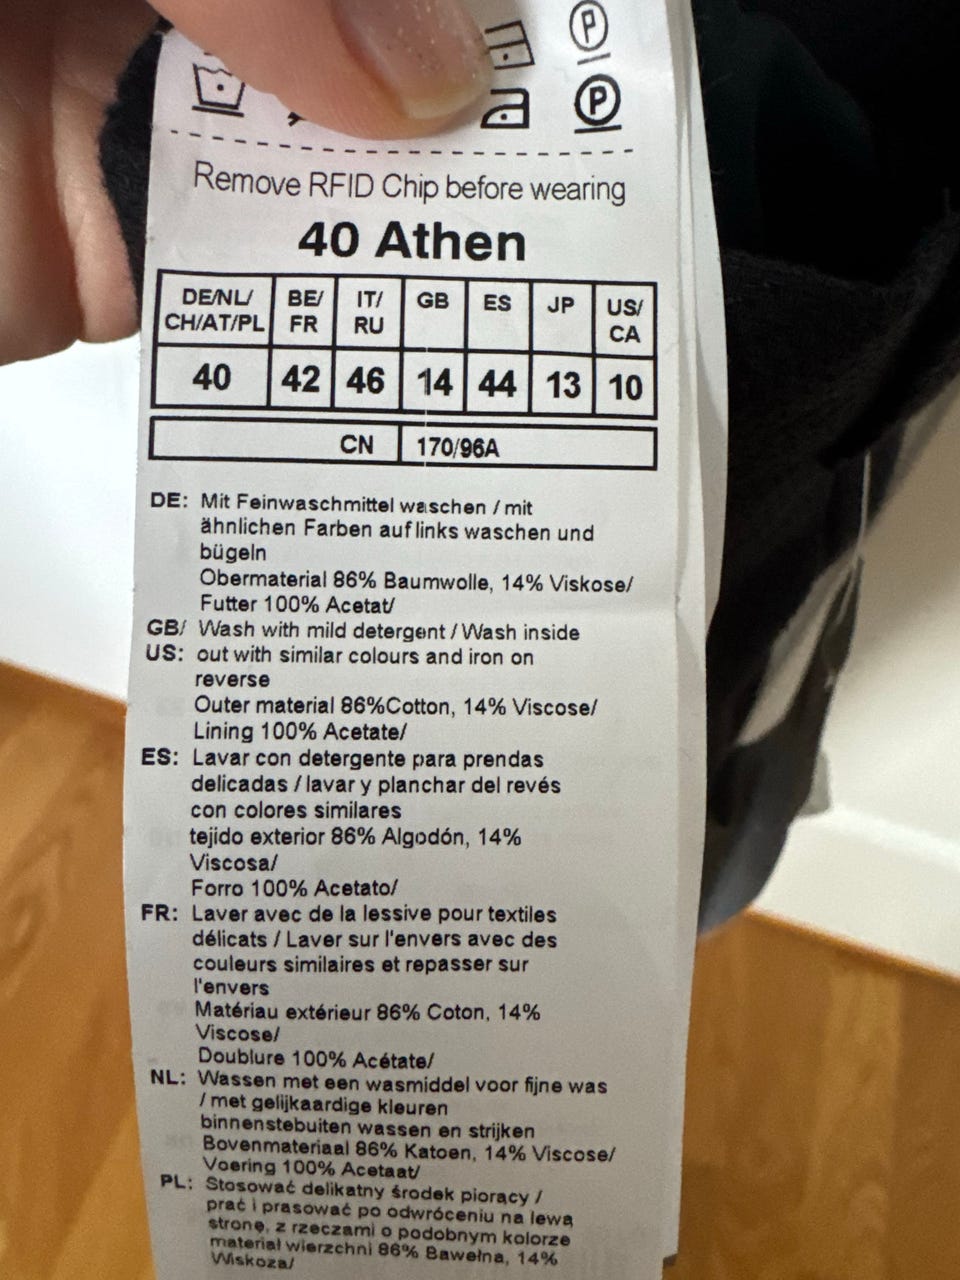 P
P
Remove RFID Chip before wearing
40 Athen
DE/NL/ CH/AT/PL BE/ FR IT/ RU GB ES JP US/ CA
40 42 46 14 44 13 10
CN 170/96A
DE: Mit Feinwaschmittel waschen / mit
ähnlichen Farben auf links waschen und
bügeln
Obermaterial 86% Baumwolle, 14% Viskose/
Futter 100% Acetat/
GB/ Wash with mild detergent / Wash inside
US: out with similar colours and iron on
reverse
Outer material 86%Cotton, 14% Viscose/
Lining 100% Acetate/
ES: Lavar con detergente para prendas
delicadas / lavar y planchar del revés
con colores similares
tejido exterior 86% Algodón, 14%
Viscosa/
Forro 100% Acetato/
FR: Laver avec de la lessive pour textiles
délicats / Laver sur l'envers avec des
couleurs similaires et repasser sur
l'envers
Matériau extérieur 86% Coton, 14%
Viscose/
Doublure 100% Acétate/
NL: Wassen met een wasmiddel voor fijne was
/ met gelijkaardige kleuren
binnenstebuiten wassen en strijken
Bovenmateriaal 86% Katoen, 14% Viscose/
Voering 100% Acetaat/
PL: Stosować delikatny środek piorący /
prać i prasować po odwróceniu na lewą
stronę, z rzeczami o podobnym kolorze
materiał wierzchni 86% Bawełna, 14%
Wiskoza/